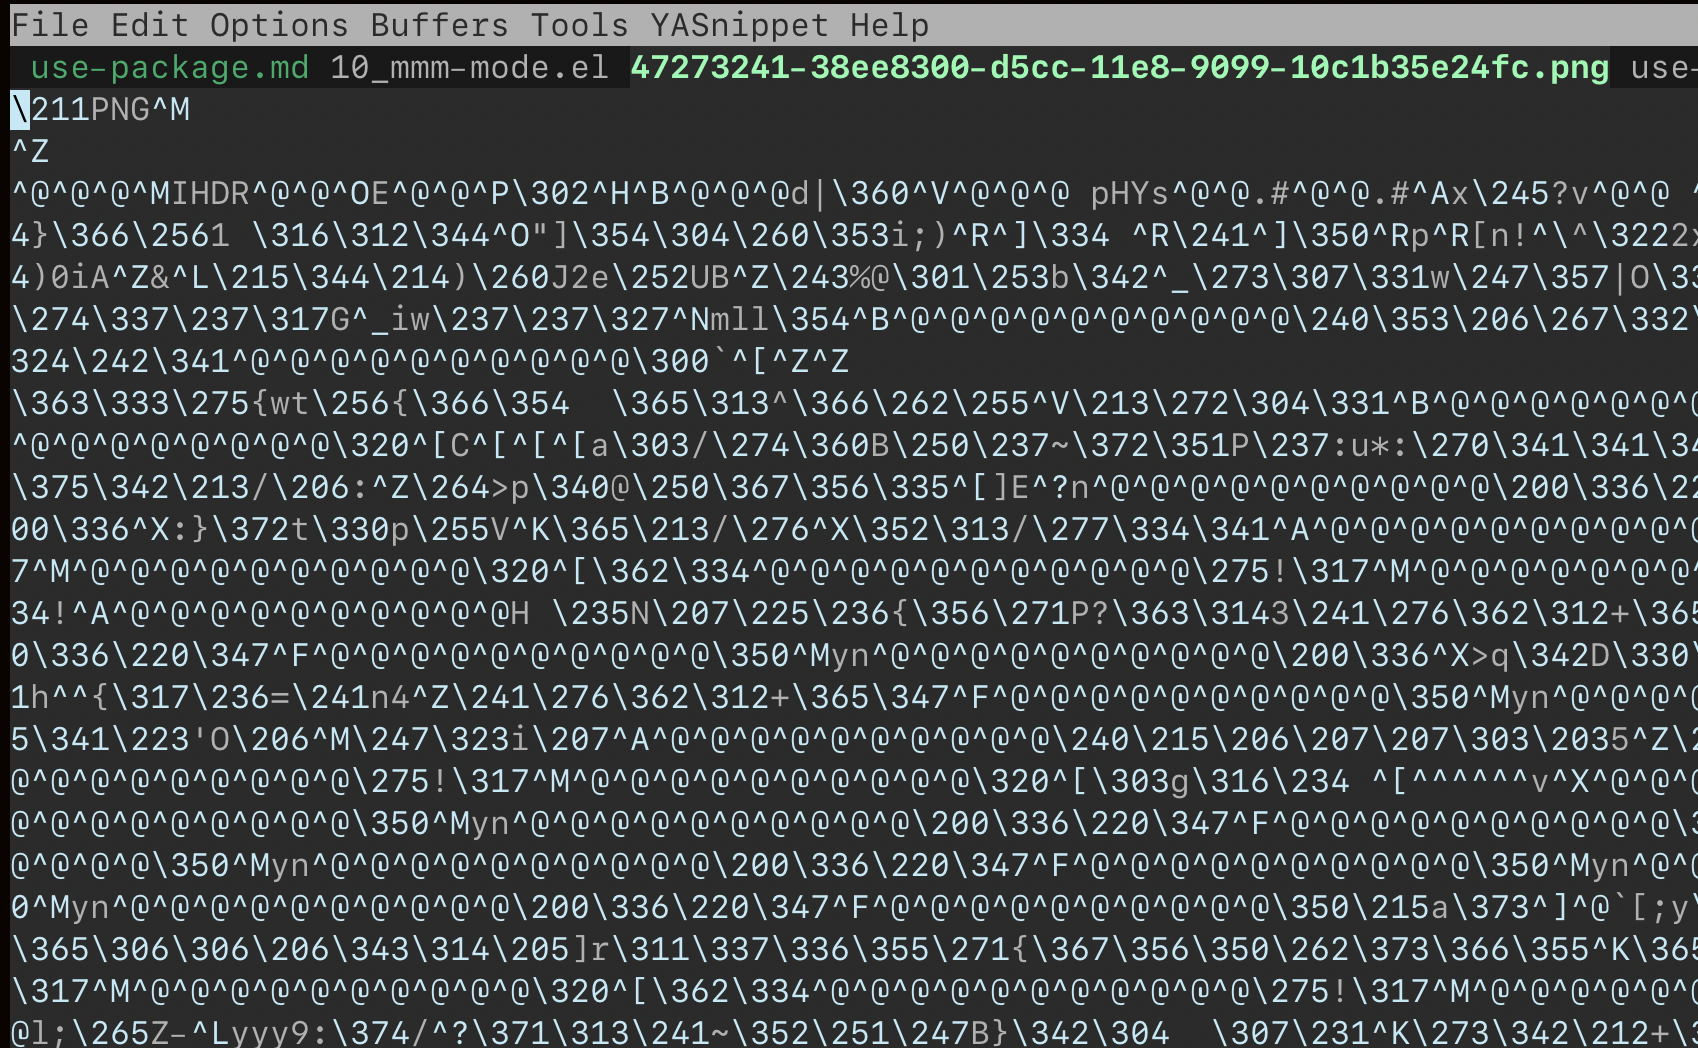 File Edit Options Buffers Tools YASnippet Help
use-package.md 10_mmm-mode.el 47273241-38ee8300-d5cc-11e8-9099-10c1b35e24fc.png use-
\211PNG^M
^Z
^@^@^@^MIHDR^@^@^OE^@^@^P\302^H^B^@^@^@d|\360^V^@^@^@ pHYs^@^@.#^@^@.#^Ax\245?v^@^@ ^
4}\366\2561 \316\312\344^O"]\354\304\260\353i;)^R^]\334 ^R\241^]\350^Rp^R[n!^\^\3222x
4)0iA^Z&^L\215\344\214)\260J2e\252UB^Z\243%@\301\253b\342^_\273\307\331w\247\357|O\33
\274\337\237\317G^_iw\237\237\327^Nmll\354^B^@^@^@^@^@^@^@^@^@^@\240\353\206\267\332\
324\242\341^@^@^@^@^@^@^@^@^@^@\300`^[^Z^Z
\363\333\275{wt\256{\366\354  \365\313^\366\262\255^V\213\272\304\331^B^@^@^@^@^@^@^@
^@^@^@^@^@^@^@^@\320^[C^[^[^[a\303/\274\360B\250\237~\372\351P\237:u*:\270\341\341\34
\375\342\213/\206:^Z\264>p\340@\250\367\356\335^[]E^?n^@^@^@^@^@^@^@^@^@^@\200\336\22
00\336^X:}\372t\330p\255V^K\365\213/\276^X\352\313/\277\334\341^A^@^@^@^@^@^@^@^@^@^@
7^M^@^@^@^@^@^@^@^@^@^@\320^[\362\334^@^@^@^@^@^@^@^@^@^@^@\275!\317^M^@^@^@^@^@^@^@^
34!^A^@^@^@^@^@^@^@^@^@^@H \235N\207\225\236{\356\271P?\363\3143\241\276\362\312+\365
0\336\220\347^F^@^@^@^@^@^@^@^@^@^@\350^Myn^@^@^@^@^@^@^@^@^@^@\200\336^X>q\342D\330\
1h^^{\317\236=\241n4^Z\241\276\362\312+\365\347^F^@^@^@^@^@^@^@^@^@^@\350^Myn^@^@^@^@
5\341\223'O\206^M\247\323i\207^A^@^@^@^@^@^@^@^@^@^@\240\215\206\207\207\303\2035^Z\2
@^@^@^@^@^@^@^@^@\275!\317^M^@^@^@^@^@^@^@^@^@^@\320^[\303g\316\234 ^[^^^^^^v^X^@^@^@
@^@^@^@^@^@^@^@^@\350^Myn^@^@^@^@^@^@^@^@^@^@\200\336\220\347^F^@^@^@^@^@^@^@^@^@^@\3
@^@^@^@\350^Myn^@^@^@^@^@^@^@^@^@^@\200\336\220\347^F^@^@^@^@^@^@^@^@^@^@\350^Myn^@^@
0^Myn^@^@^@^@^@^@^@^@^@^@\200\336\220\347^F^@^@^@^@^@^@^@^@^@^@\350\215a\373^]^@`[;y\
\365\306\306\206\343\314\205]r\311\337\336\355\271{\367\356\350\262\373\366\355^K\365
\317^M^@^@^@^@^@^@^@^@^@^@\320^[\362\334^@^@^@^@^@^@^@^@^@^@^@\275!\317^M^@^@^@^@^@^@
@l;\265Z-^Lyyy9:\374/^?\371\313\241~\352\251\247B}\342\304  \307\231^K\273\342\212+\3